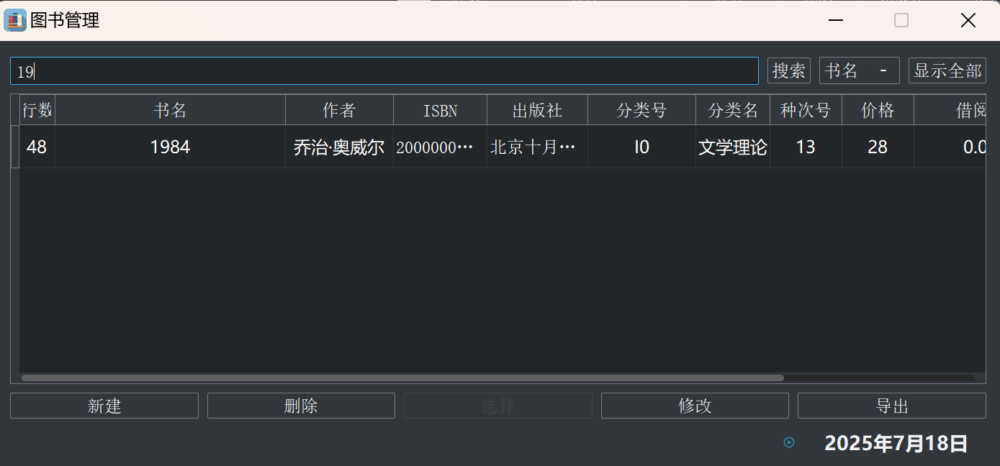 图书管理
19 搜索 书名 显示全部
行数 书名 作者 ISBN 出版社 分类号 分类名 种次号 价格 借阅
48 1984 乔治·奥威尔 2000000… 北京十月… I0 文学理论 13 28 0.0
新建 删除 选择 修改 导出
2025年7月18日